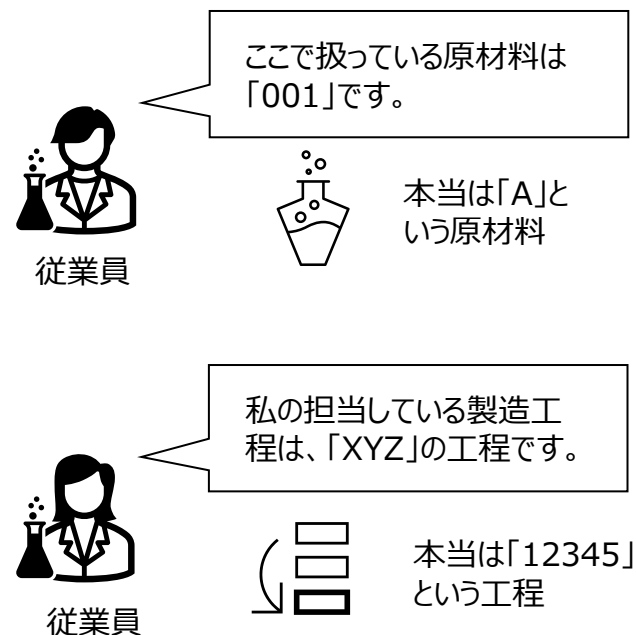 ここで扱っている原材料は
「001」です。
本当は「A」と
いう原材料
従業員
私の担当している製造工
程は、「XYZ」の工程です。
本当は「12345」
という工程
従業員